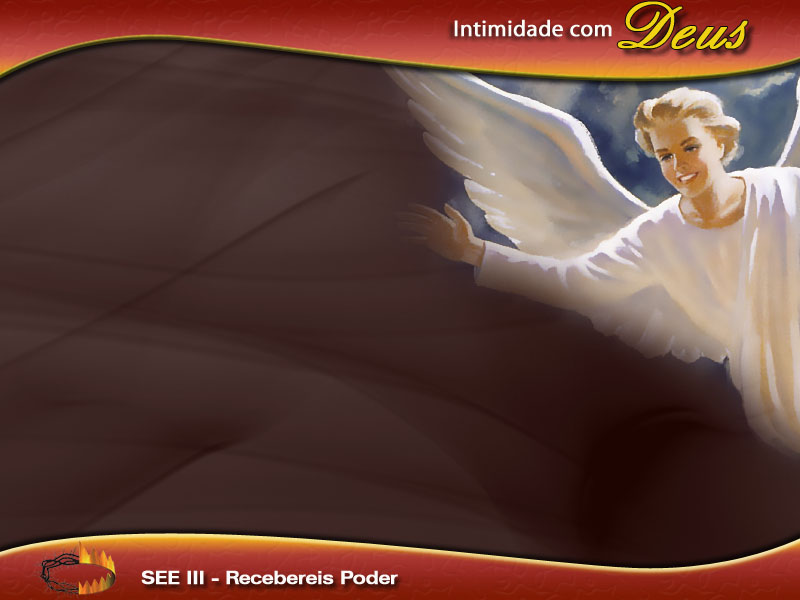 Intimidade com Deus
SEE III - Recebereis Poder